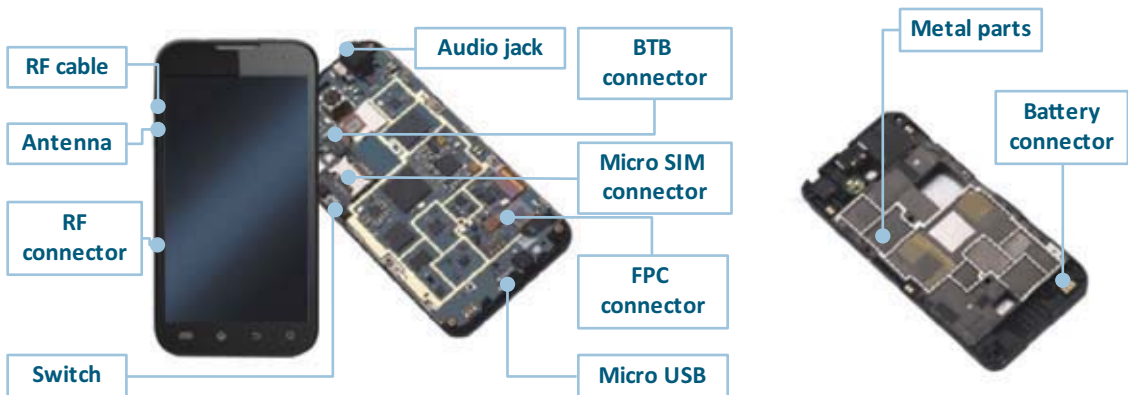 RF cable
Antenna
RF
connector
Switch
Audio jack
BTB
connector
Micro SIM
connector
FPC
connector
Micro USB
Metal parts
Battery
connector